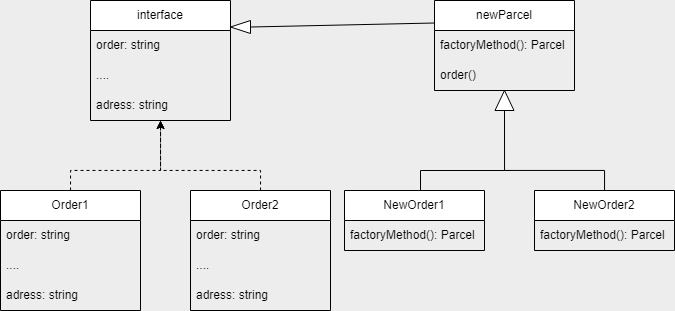 interface
order: string
....
adress: string
newParcel
factoryMethod(): Parcel
order()
Order1
order: string
....
adress: string
Order2
order: string
....
adress: string
NewOrder1
factoryMethod(): Parcel
NewOrder2
factoryMethod(): Parcel